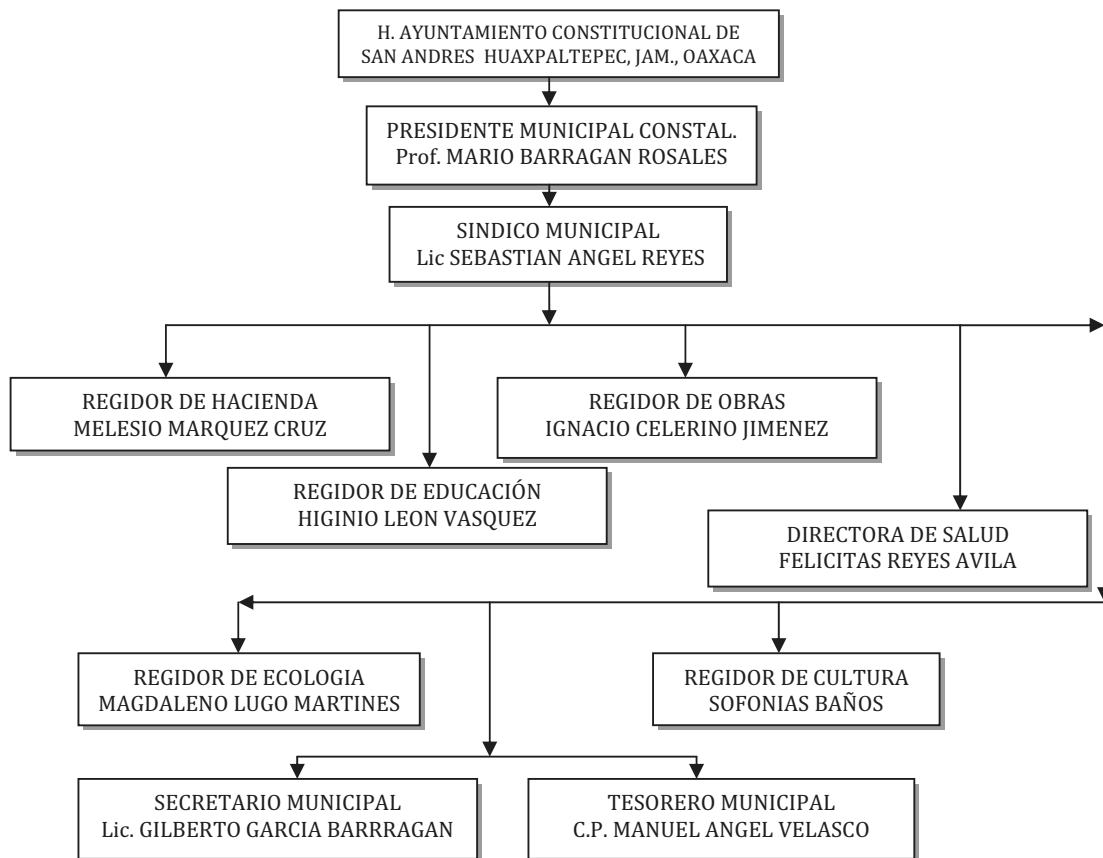 H. AYUNTAMIENTO CONSTITUCIONAL DE
SAN ANDRES HUAXPALTEPEC, JAM., OAXACA
PRESIDENTE MUNICIPAL CONSTAL.
Prof. MARIO BARRAGAN ROSALES
SINDICO MUNICIPAL
Lic SEBASTIAN ANGEL REYES
REGIDOR DE HACIENDA
MELESIO MARQUEZ CRUZ
REGIDOR DE OBRAS
IGNACIO CELERINO JIMENEZ
REGIDOR DE EDUCACIÓN
HIGINIO LEON VASQUEZ
DIRECTORA DE SALUD
FELICITAS REYES AVILA
REGIDOR DE ECOLOGIA
MAGDALENO LUGO MARTINES
REGIDOR DE CULTURA
SOFONIAS BAÑOS
SECRETARIO MUNICIPAL
Lic. GILBERTO GARCIA BARRRAGAN
TESORERO MUNICIPAL
C.P. MANUEL ANGEL VELASCO